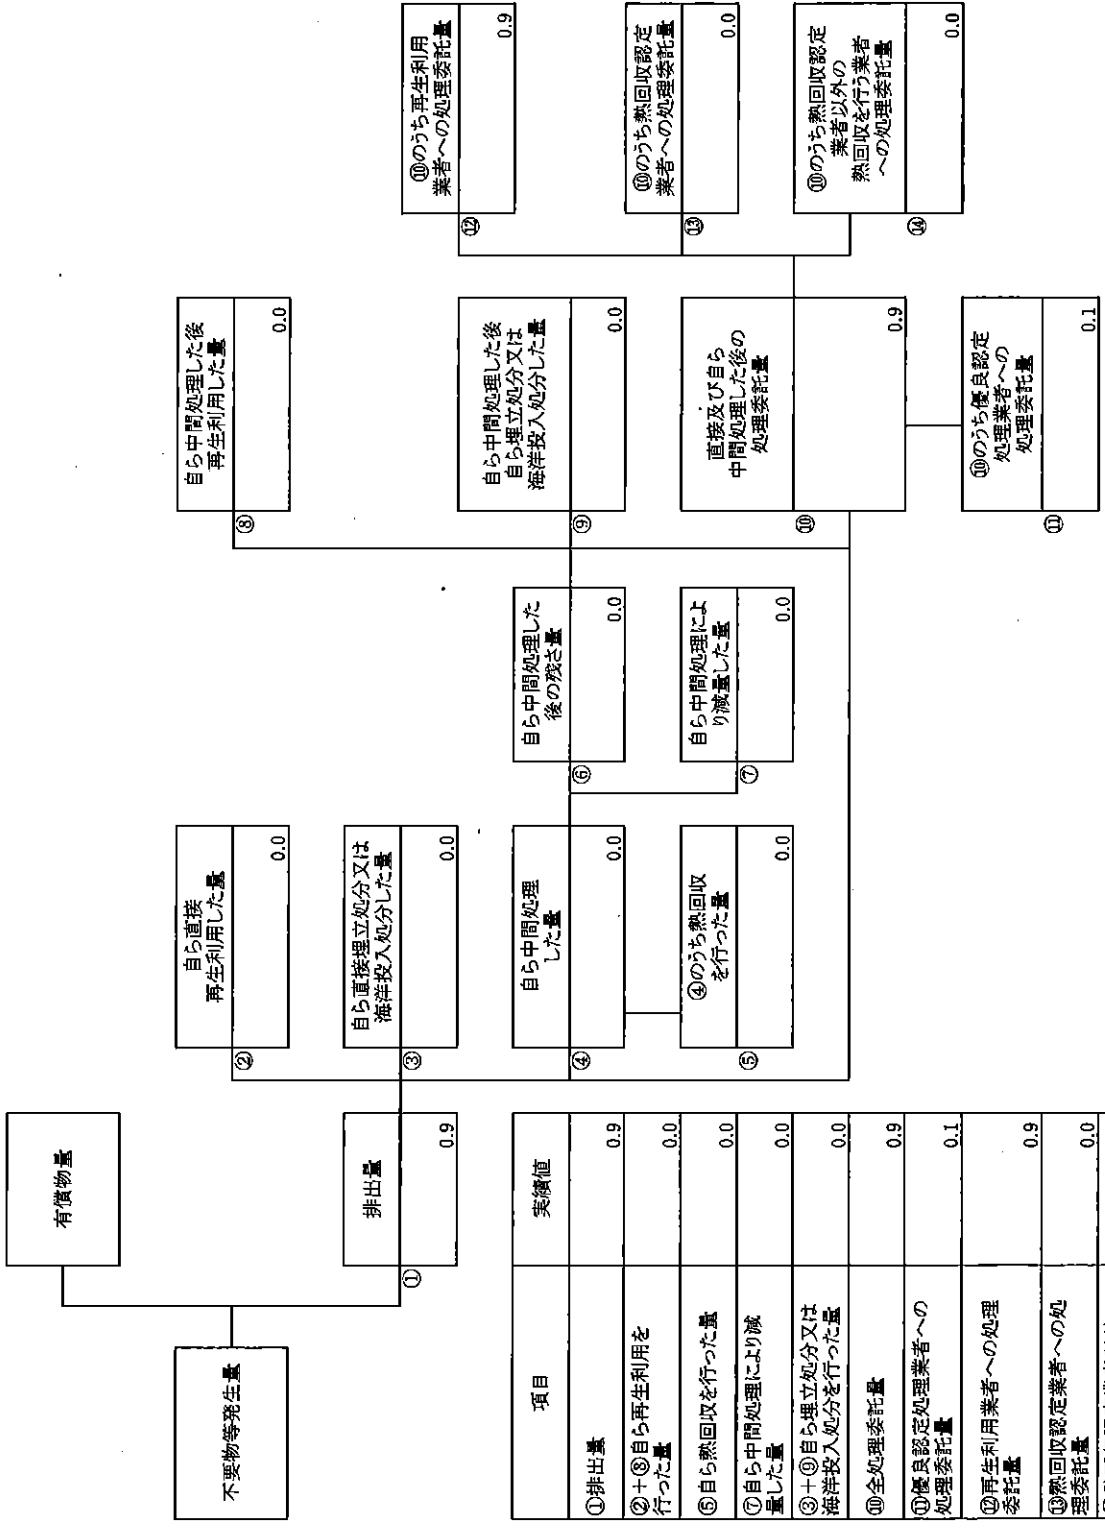 有償物量
不要物等発生量
排出量
①
0.9
自ら直接
再生利用した量
②
0.0
自ら直接埋立処分又は
海洋投入処分した量
③
0.0
自ら中間処理
した量
④
0.0
④のうち熱回収
を行った量
⑤
0.0
自ら中間処理した
後の残さ量
⑥
0.0
自ら中間処理によ
り減量した量
⑦
0.0
自ら中間処理した後
再生利用した量
⑧
0.0
自ら中間処理した後
自ら埋立処分又は
海洋投入処分した量
⑨
0.0
直接及び自ら
中間処理した後の
処理委託量
⑩
0.9
⑩のうち優良認定
処理業者への
処理委託量
⑪
0.1
⑩のうち再生利用
業者への処理委託量
⑫
0.9
⑩のうち熱回収認定
業者への処理委託量
⑬
0.0
⑩のうち熱回収認定
業者以外の
熱回収を行う業者
への処理委託量
⑭
0.0
項目 実績値
①排出量 0.9
②+⑧自ら再生利用を
行った量 0.0
⑤自ら熱回収を行った量 0.0
⑦自ら中間処理により減
量した量 0.0
③+⑨自ら埋立処分又は
海洋投入処分を行った量 0.0
⑩全処理委託量 0.9
⑪優良認定処理業者への
処理委託量 0.1
⑫再生利用業者への処理
委託量 0.9
⑬熱回収認定業者への処
理委託量 0.0